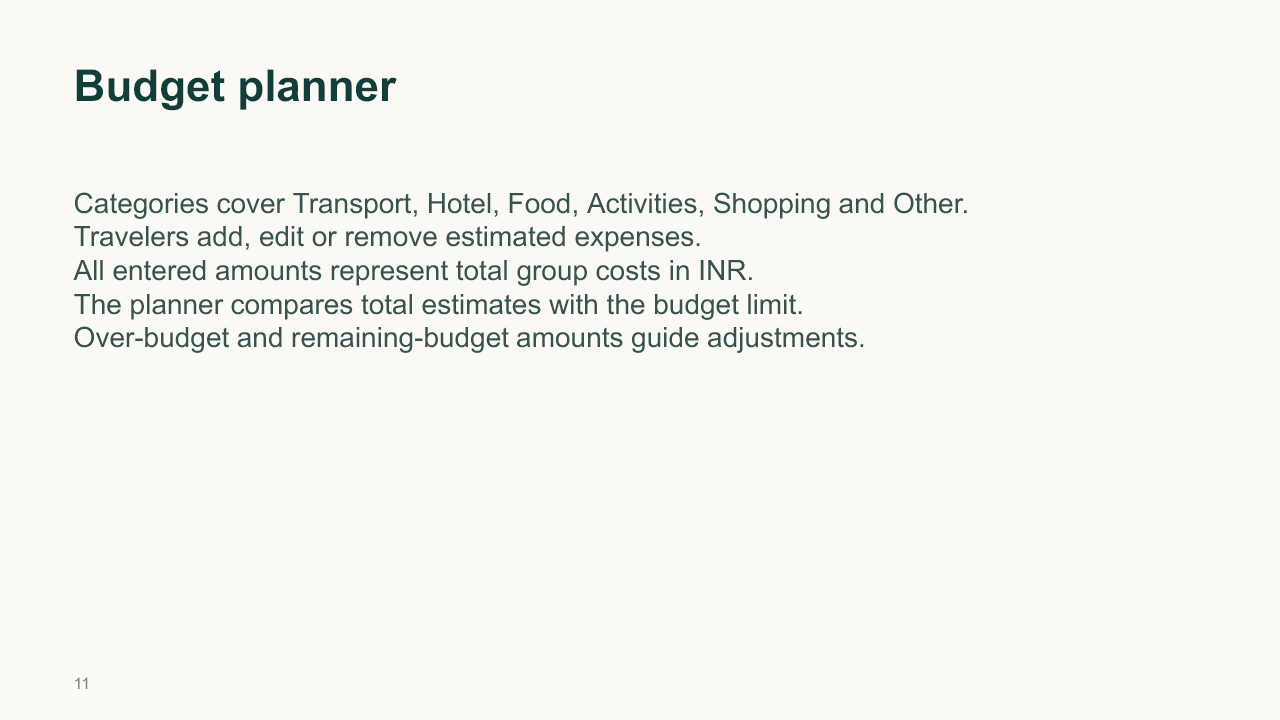 Budget planner
Categories cover Transport, Hotel, Food, Activities, Shopping and Other.
Travelers add, edit or remove estimated expenses.
All entered amounts represent total group costs in INR.
The planner compares total estimates with the budget limit.
Over-budget and remaining-budget amounts guide adjustments.
11